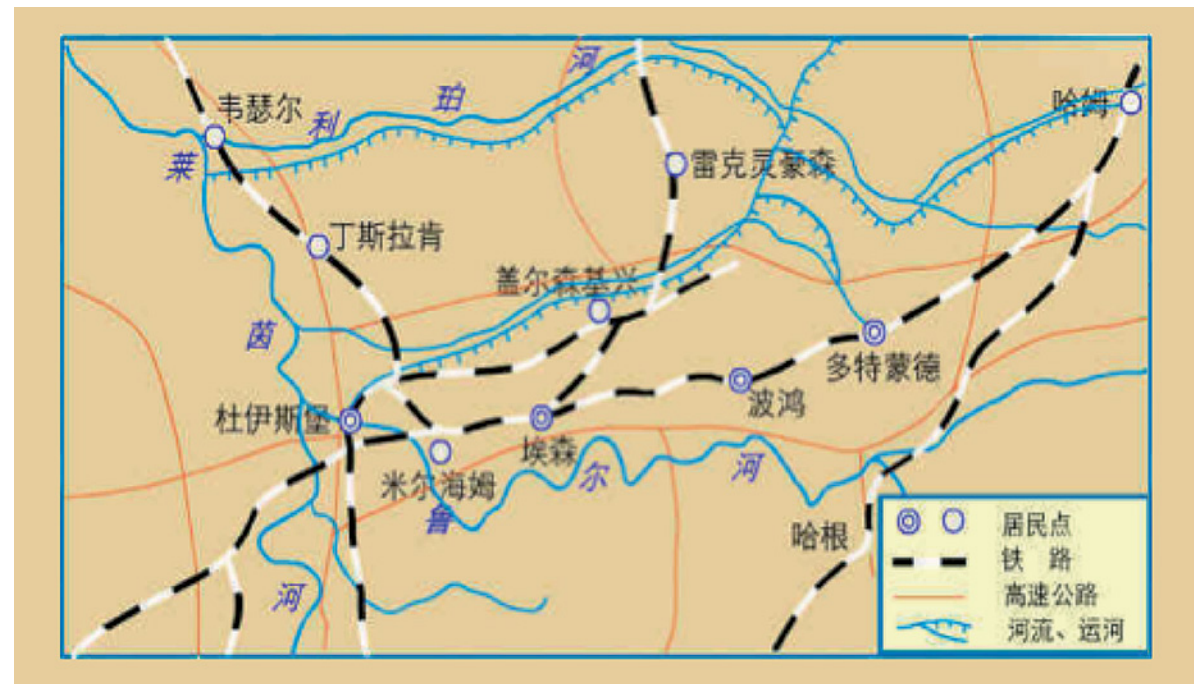 韦瑟尔
利
珀
河
哈姆
莱
雷克灵豪森
丁斯拉肯
盖尔森基兴
茵
多特蒙德
波鸿
杜伊斯堡
埃森
米尔海姆
鲁
尔
河
哈根
河
居民点
铁 路
高速公路
河流、运河